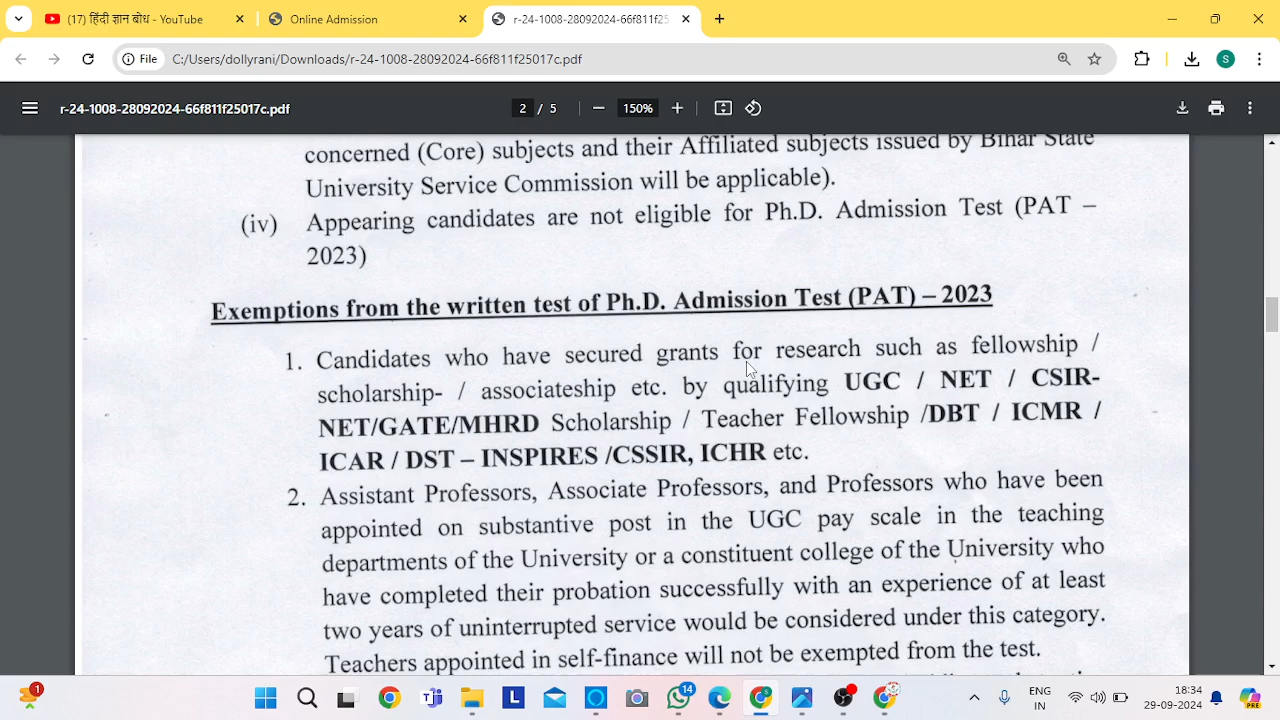 (17) हिंदी ज्ञान बोध - YouTube
Online Admission
r-24-1008-28092024-66f811f25
File
C:/Users/dollyrani/Downloads/r-24-1008-28092024-66f811f25017c.pdf
S
r-24-1008-28092024-66f811f25017c.pdf
2 / 5
150%
concerned (Core) subjects and their Affiliated subjects issued by Bihar State
University Service Commission will be applicable).
(iv) Appearing candidates are not eligible for Ph.D. Admission Test (PAT –
2023)
Exemptions from the written test of Ph.D. Admission Test (PAT) – 2023
1. Candidates who have secured grants for research such as fellowship /
scholarship- / associateship etc. by qualifying UGC / NET / CSIR-
NET/GATE/MHRD Scholarship / Teacher Fellowship /DBT / ICMR /
ICAR / DST – INSPIRES /CSSIR, ICHR etc.
2. Assistant Professors, Associate Professors, and Professors who have been
appointed on substantive post in the UGC pay scale in the teaching
departments of the University or a constituent college of the University who
have completed their probation successfully with an experience of at least
two years of uninterrupted service would be considered under this category.
Teachers appointed in self-finance will not be exempted from the test.
1
L
14
S
ENG
IN
18:34
29-09-2024
PRE